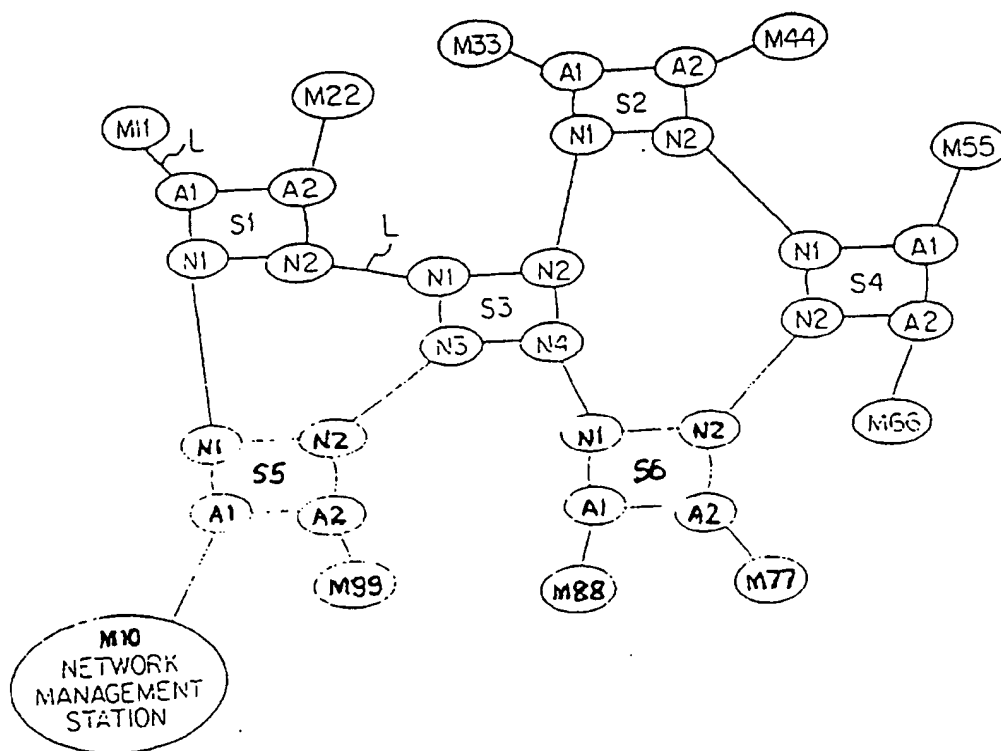 M33
M44
A1
A2
M22
S2
M11
L
N1
N2
M55
A1
A2
S1
L
N1
A1
N1
N2
N1
N2
S3
S4
N2
A2
N3
N4
M66
N1
N2
N1
N2
S5
S6
A1
A2
A1
A2
M99
M88
M77
M10
NETWORK
MANAGEMENT
STATION